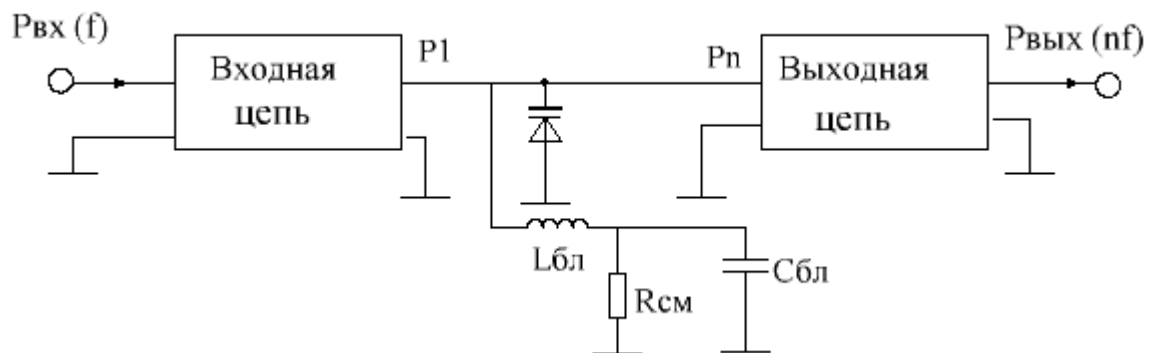 Pвх (f)
Входная
цепь
P1
Pn
Выходная
цепь
Pвых (nf)
Lбл
Cбл
Rсм